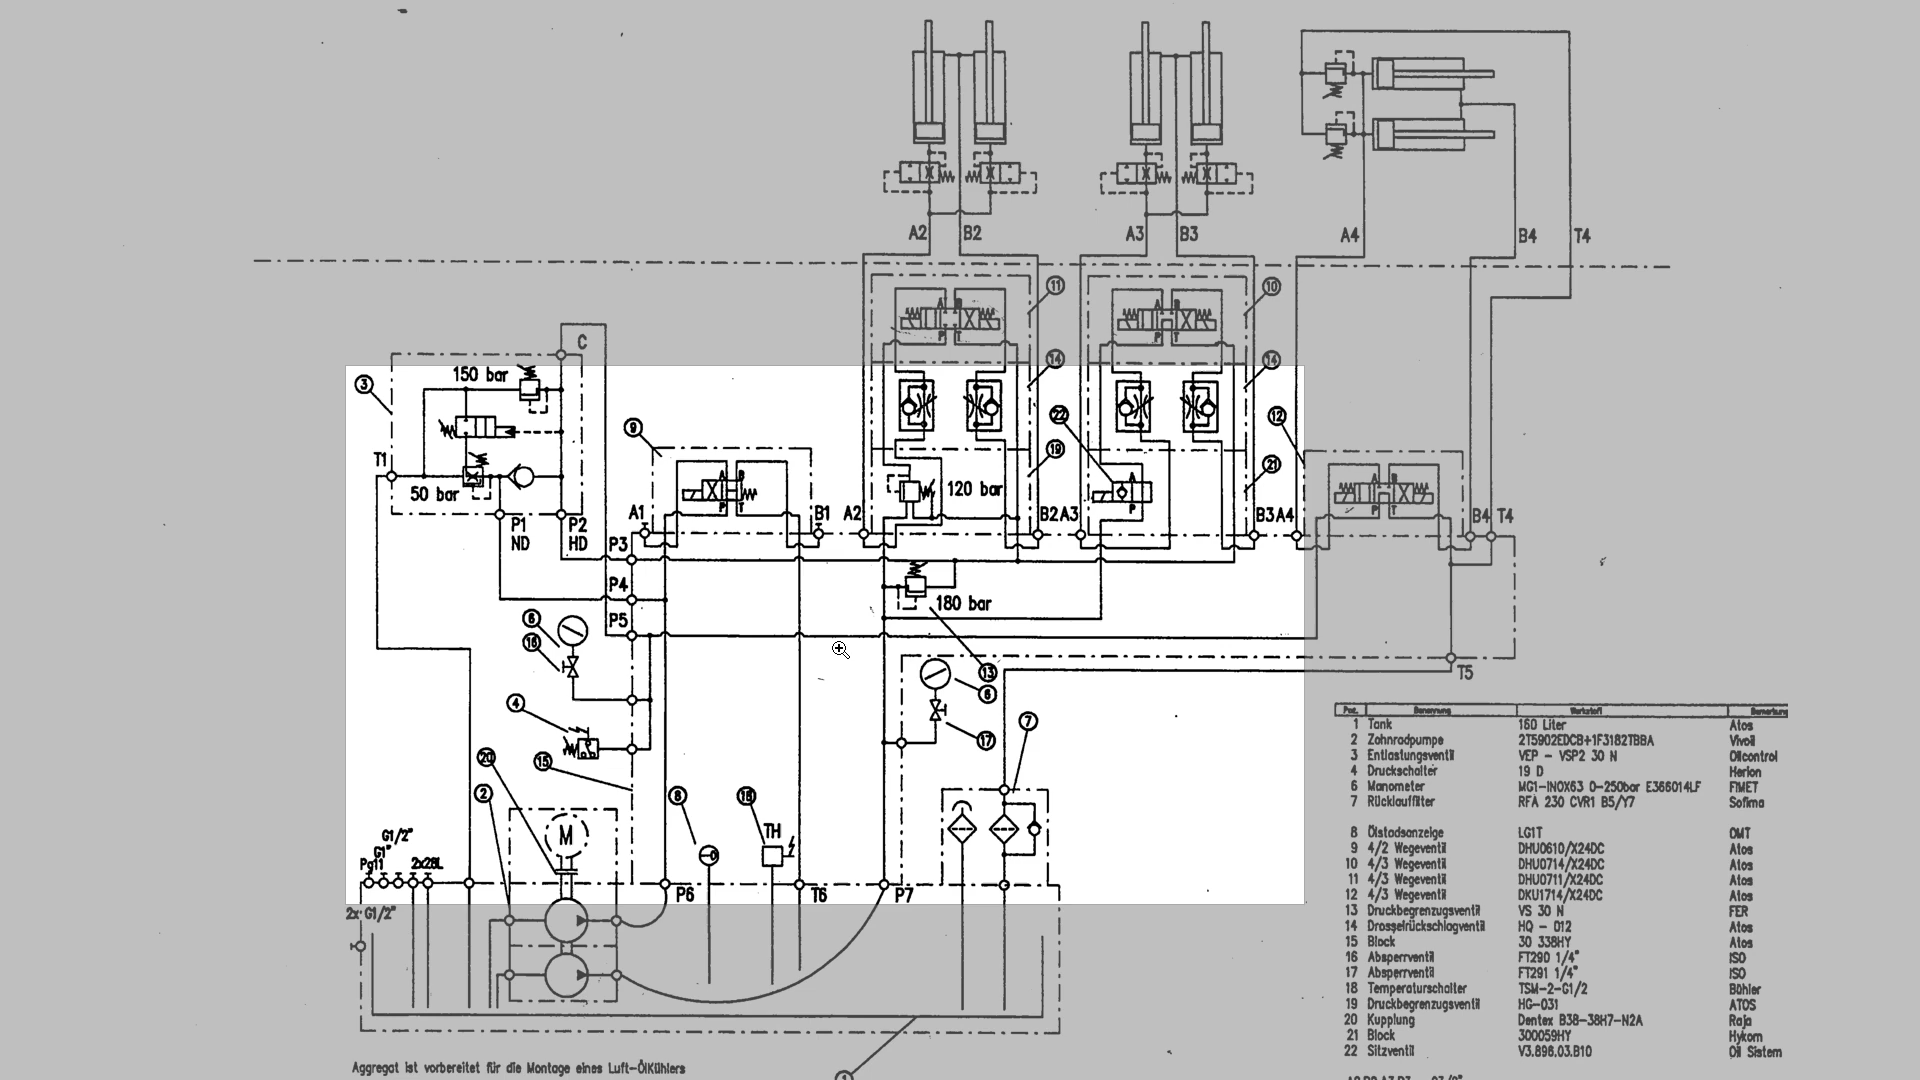 A2 B2 A3 B3 A4 B4 T4
C
150 bar
3
T1
50 bar
P1 P2
ND HD
9
A1 B1 A2
11
14
19
120 bar
B2 A3
22
10
14
21
12
B3 A4
B4 T4
A B
P T
A B
P T
A B
P T
A
P
A B
P T
P3
P4
P5
180 bar
6
16
4
20
2
15
13
6
17
7
T5
8
18
TH
M
G1/2"
G1"
Pg11
2x28L
2x G1/2"
P6 T6 P7
1
Aggregat ist vorbereitet für die Montage eines Luft-ÖlKühlers
Poz. Benennung Werkstoff
1 Tank 160 Liter Atos
2 Zahnradpumpe 2T5902EDCB+1F3182TBBA Vivoil
3 Entlastungsventil VEP - VSP2 30 N Oilcontrol
4 Druckschalter 19 D Herion
6 Manometer MG1-INOX63 0-250bar E366014LF FIMET
7 Rücklauffilter RFA 230 CVR1 B5/Y7 Sofima
8 Ölstadsanzeige LG1T OMT
9 4/2 Wegeventil DHU0610/X24DC Atos
10 4/3 Wegeventil DHU0714/X24DC Atos
11 4/3 Wegeventil DHU0711/X24DC Atos
12 4/3 Wegeventil DKU1714/X24DC Atos
13 Druckbegrenzugsventil VS 30 N FER
14 Drosselrückschlagventil HQ - 012 Atos
15 Block 30 338HY Atos
16 Absperrventil FT290 1/4" ISO
17 Absperrventil FT291 1/4" ISO
18 Temperaturschalter TSM-2-G1/2 Bühler
19 Druckbegrenzugsventil HG-031 ATOS
20 Kupplung Dentex B38-38H7-N2A Raja
21 Block 300059HY Hykom
22 Sitzventil V3.896.03.B10 Oil Sistem